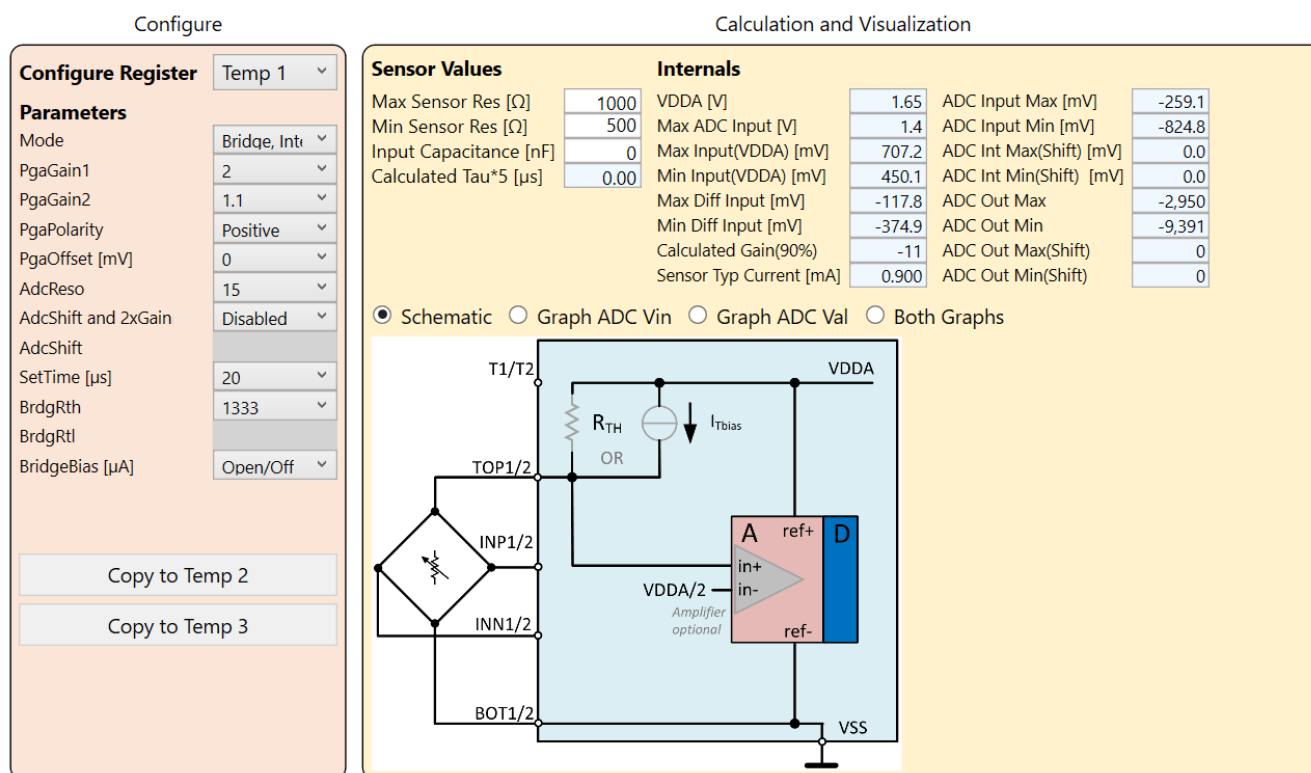 Configure
Calculation and Visualization
Configure Register Temp 1
Parameters
Mode Bridge, Inte
PgaGain1 2
PgaGain2 1.1
PgaPolarity Positive
PgaOffset [mV] 0
AdcReso 15
AdcShift and 2xGain Disabled
AdcShift
SetTime [µs] 20
BrdgRth 1333
BrdgRtl
BridgeBias [µA] Open/Off
Copy to Temp 2
Copy to Temp 3
Sensor Values
Max Sensor Res [Ω] 1000
Min Sensor Res [Ω] 500
Input Capacitance [nF] 0
Calculated Tau*5 [µs] 0.00
Internals
VDDA [V] 1.65
Max ADC Input [V] 1.4
Max Input(VDDA) [mV] 707.2
Min Input(VDDA) [mV] 450.1
Max Diff Input [mV] -117.8
Min Diff Input [mV] -374.9
Calculated Gain(90%) -11
Sensor Typ Current [mA] 0.900
ADC Input Max [mV] -259.1
ADC Input Min [mV] -824.8
ADC Int Max(Shift) [mV] 0.0
ADC Int Min(Shift) [mV] 0.0
ADC Out Max -2,950
ADC Out Min -9,391
ADC Out Max(Shift) 0
ADC Out Min(Shift) 0
Schematic Graph ADC Vin Graph ADC Val Both Graphs
T1/T2
VDDA
RTH
ITbias
OR
TOP1/2
INP1/2
A ref+ D
in+
VDDA/2 in-
Amplifier
optional
ref-
INN1/2
BOT1/2
VSS